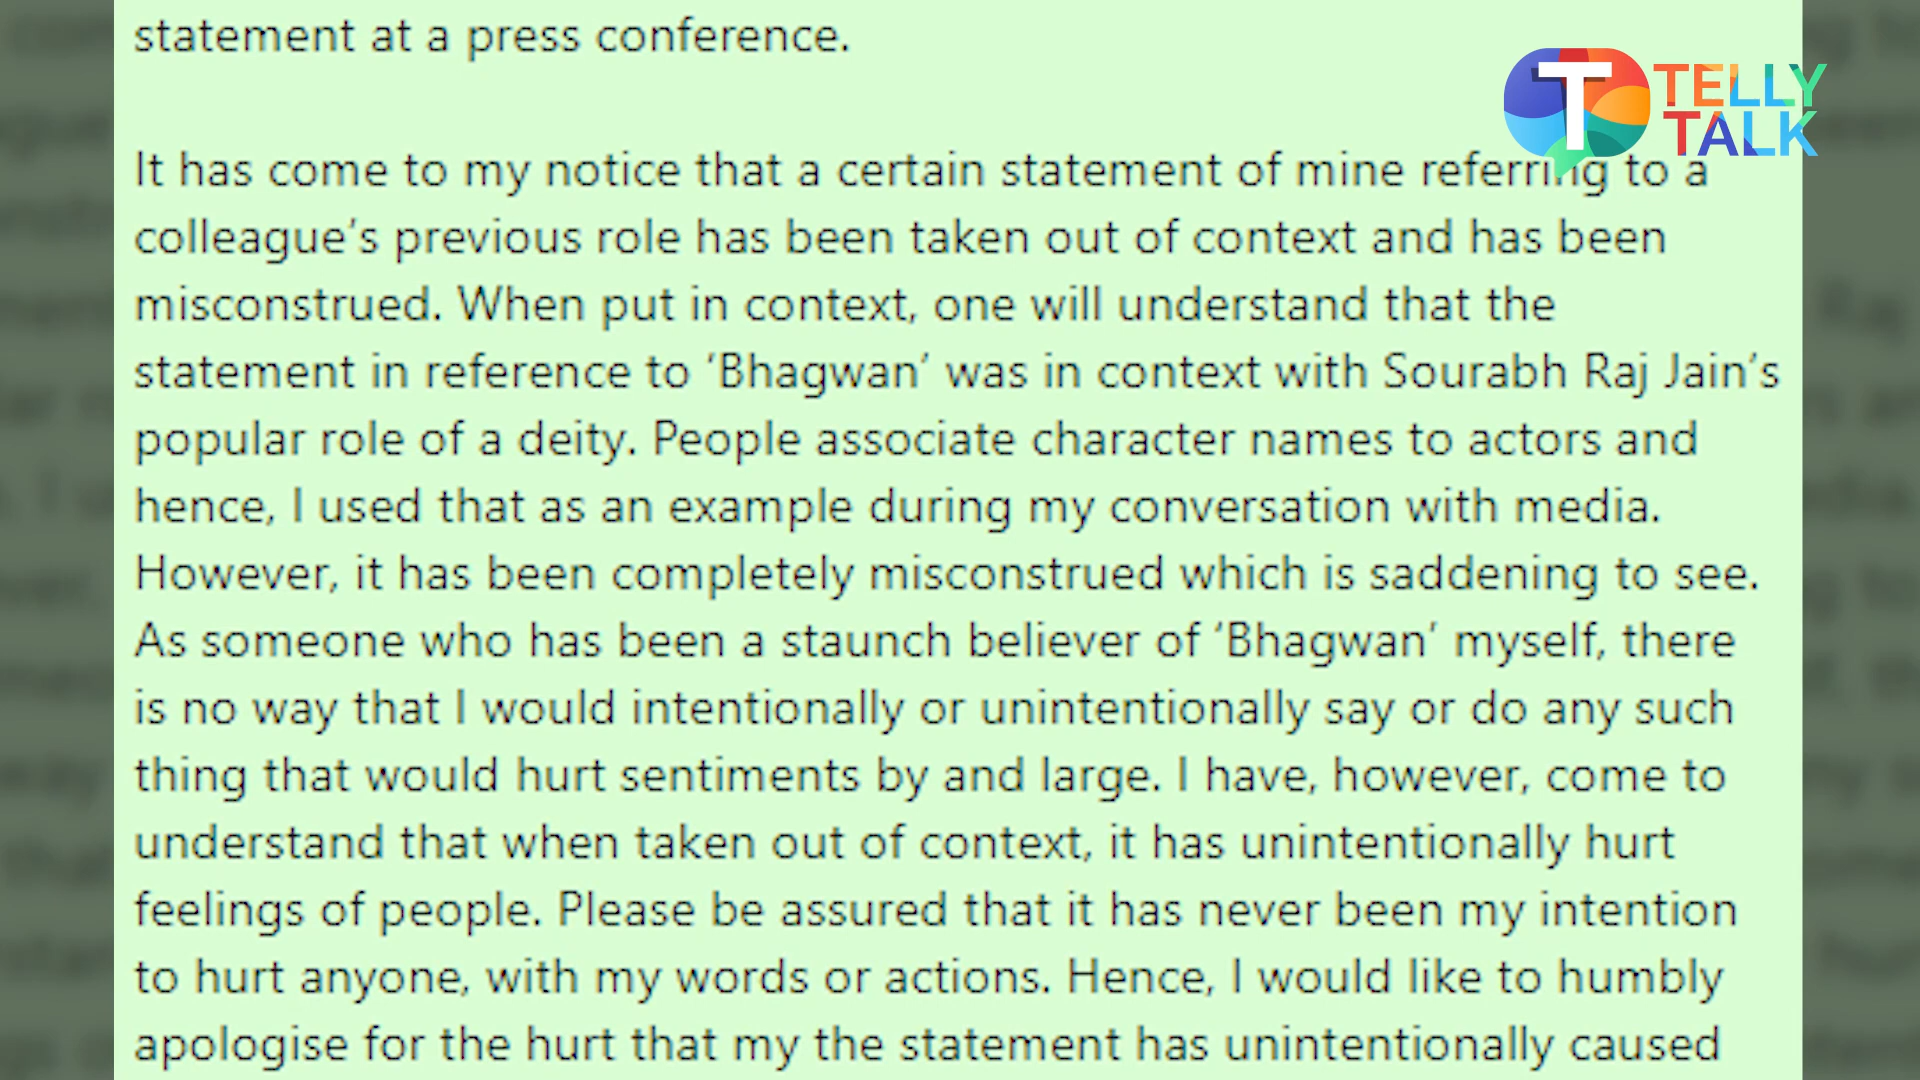 statement at a press conference.
TELLY
TALK
It has come to my notice that a certain statement of mine referring to a
colleague’s previous role has been taken out of context and has been
misconstrued. When put in context, one will understand that the
statement in reference to ‘Bhagwan’ was in context with Sourabh Raj Jain’s
popular role of a deity. People associate character names to actors and
hence, I used that as an example during my conversation with media.
However, it has been completely misconstrued which is saddening to see.
As someone who has been a staunch believer of ‘Bhagwan’ myself, there
is no way that I would intentionally or unintentionally say or do any such
thing that would hurt sentiments by and large. I have, however, come to
understand that when taken out of context, it has unintentionally hurt
feelings of people. Please be assured that it has never been my intention
to hurt anyone, with my words or actions. Hence, I would like to humbly
apologise for the hurt that my the statement has unintentionally caused